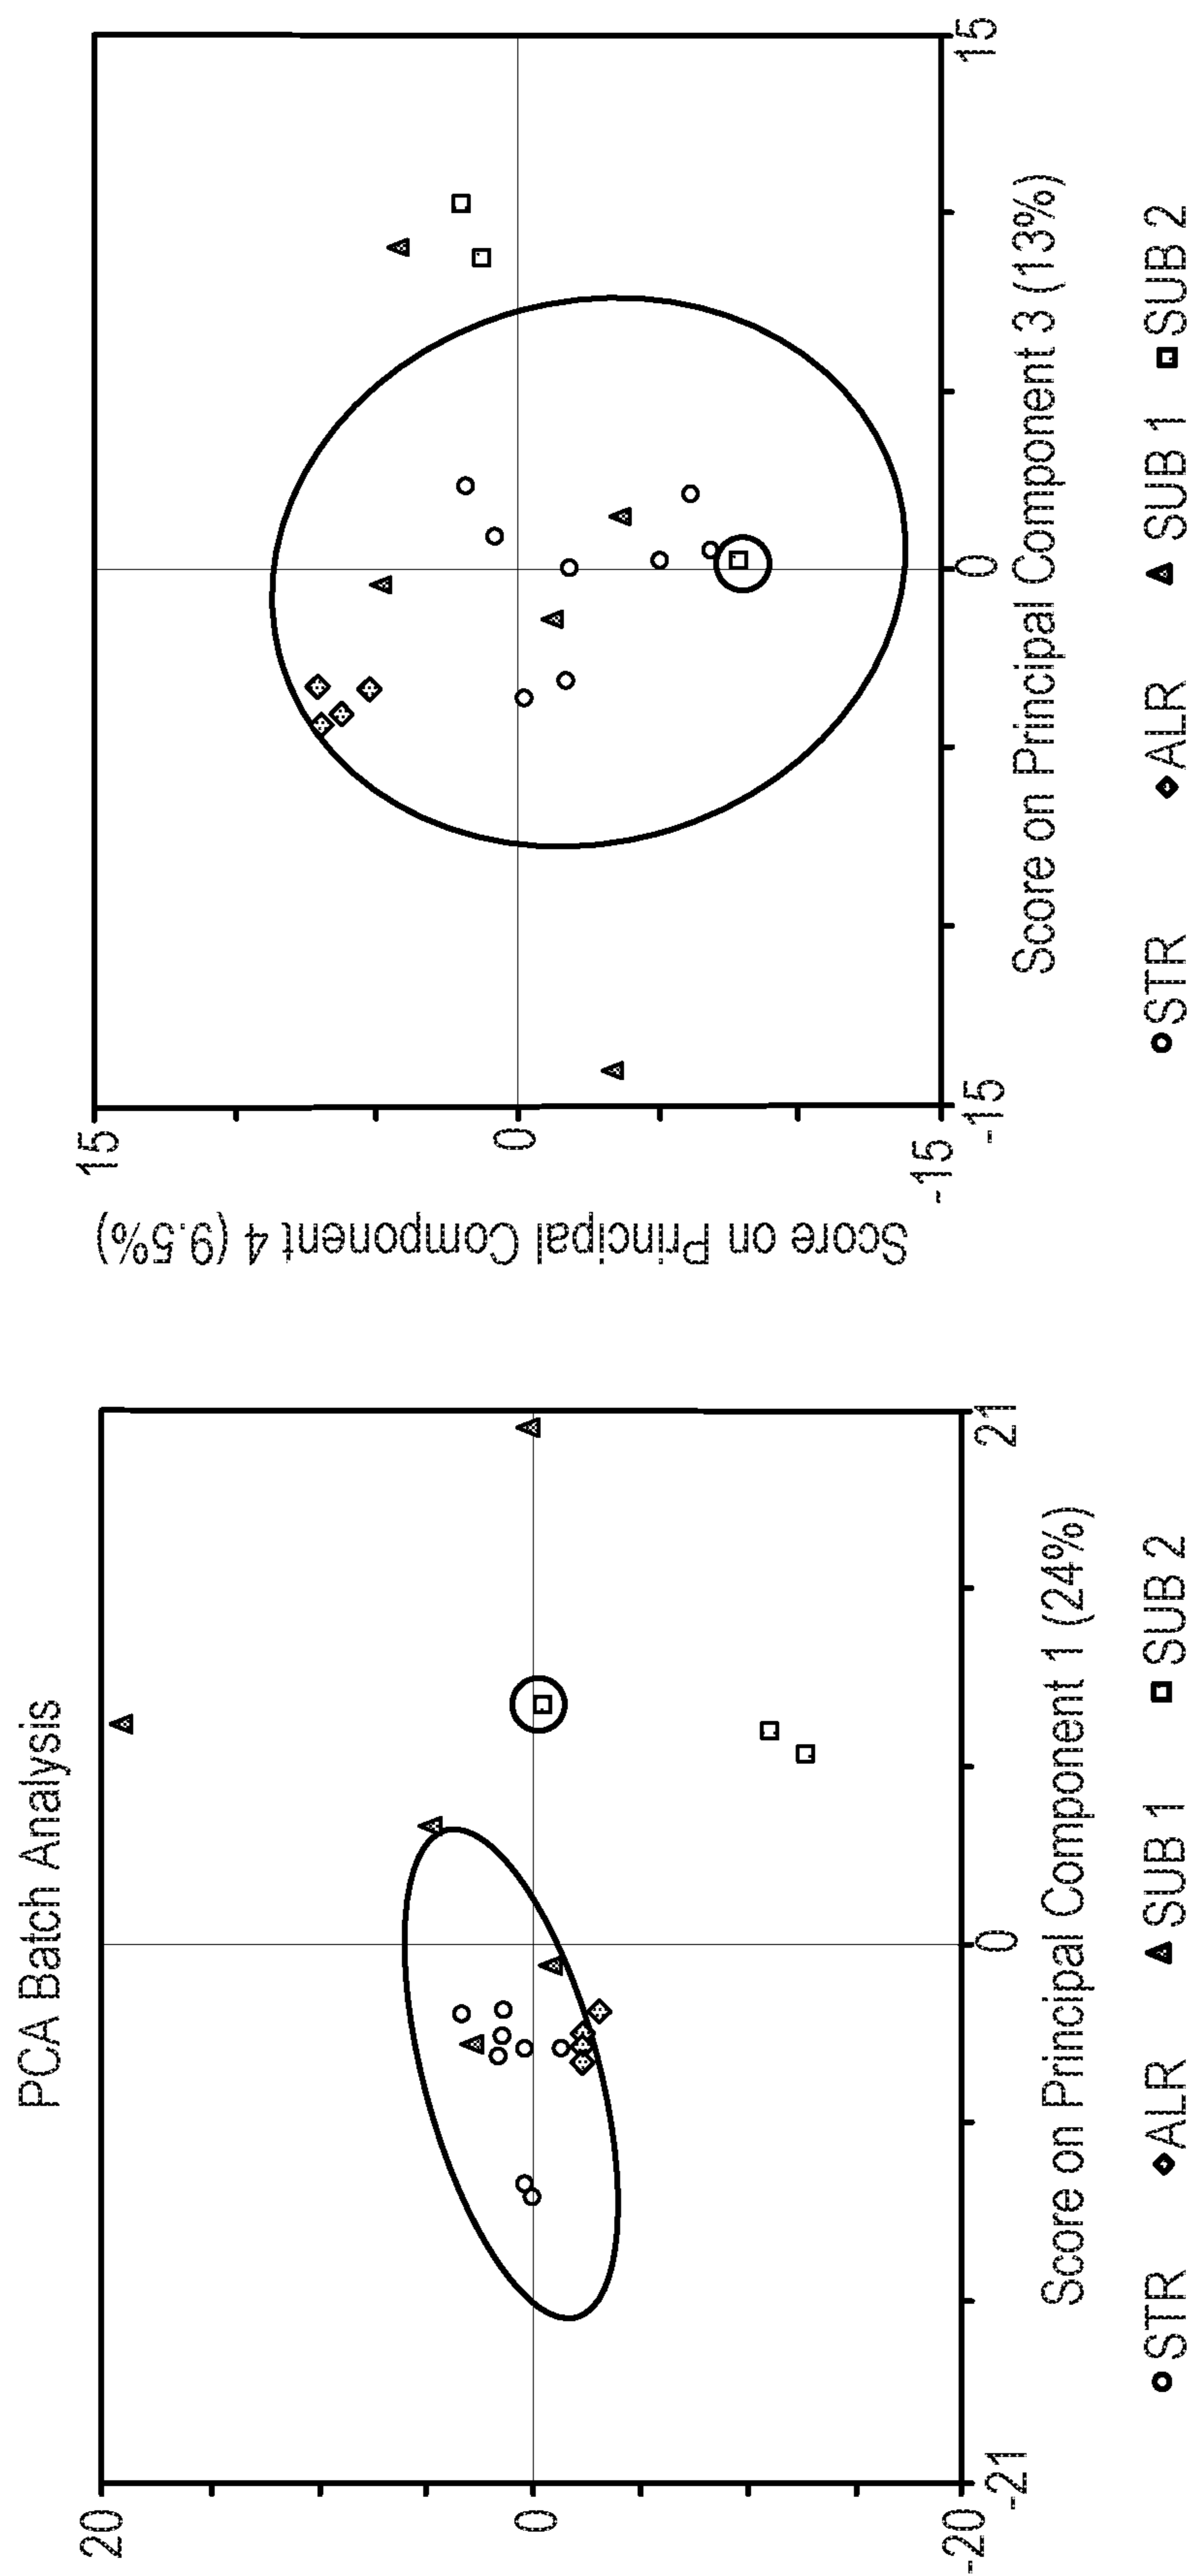 PCA Batch Analysis
20
0
-20
-21
0
21
Score on Principal Component 1 (24%)
STR ALR SUB 1 SUB 2
Score on Principal Component 4 (9.5%)
15
0
-15
-15
0
15
Score on Principal Component 3 (13%)
STR ALR SUB 1 SUB 2